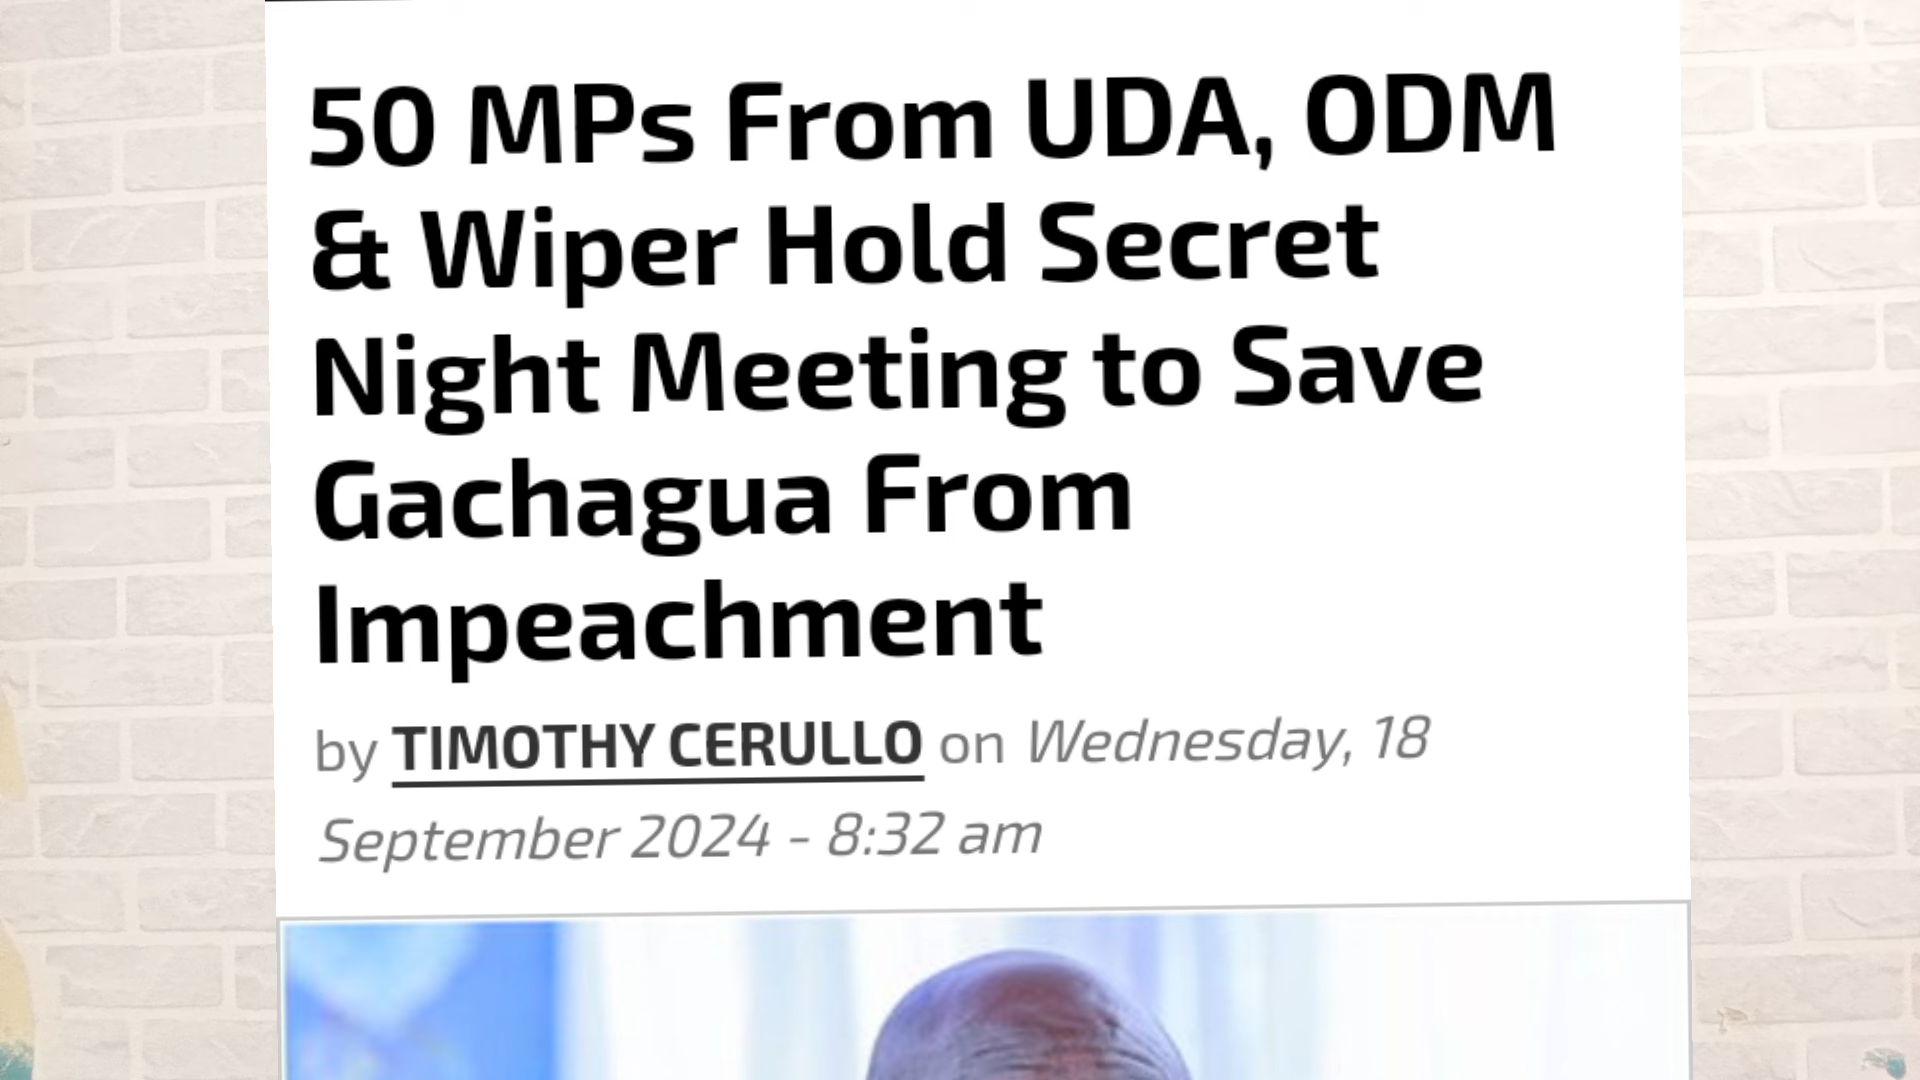 50 MPs From UDA, ODM
& Wiper Hold Secret
Night Meeting to Save
Gachagua From
Impeachment
by TIMOTHY CERULLO on Wednesday, 18
September 2024 - 8:32 am